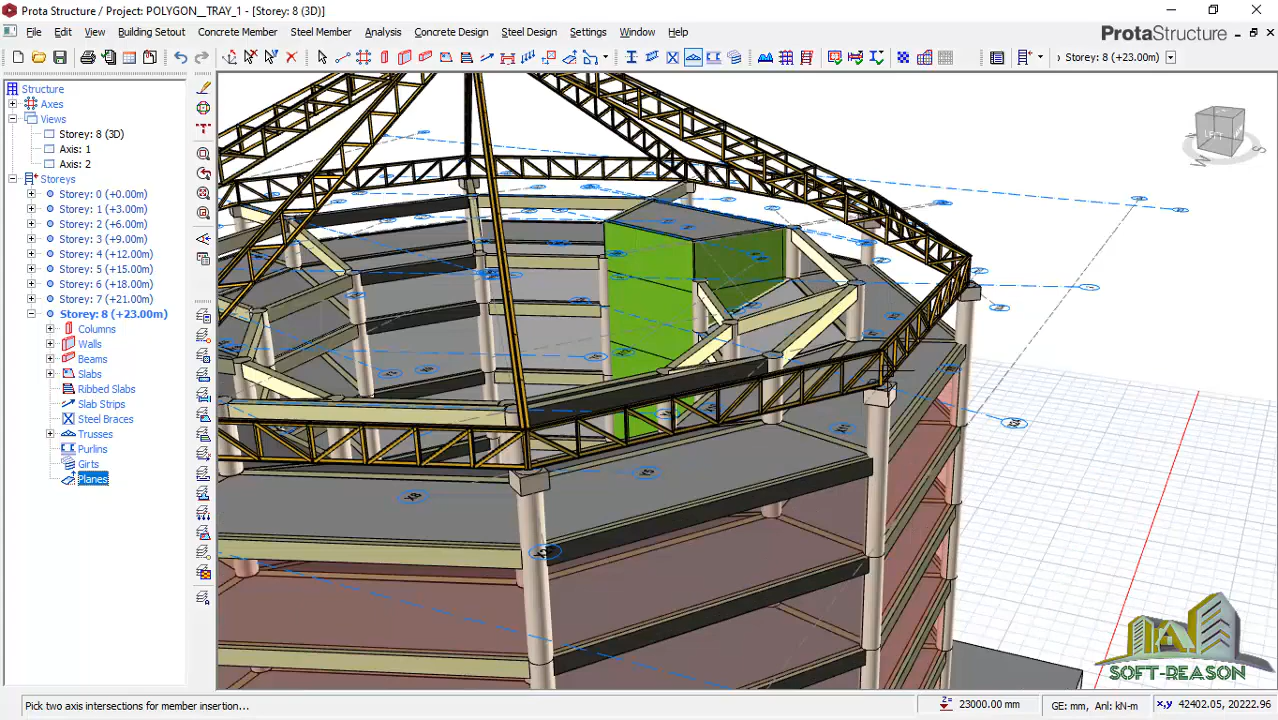 Prota Structure / Project: POLYGON__TRAY_1 - [Storey: 8 (3D)]
File Edit View Building Setout Concrete Member Steel Member Analysis Concrete Design Steel Design Settings Window Help
ProtaStructure
Storey: 8 (+23.00m)
Structure
Axes
Views
Storey: 8 (3D)
Axis: 1
Axis: 2
Storeys
Storey: 0 (+0.00m)
Storey: 1 (+3.00m)
Storey: 2 (+6.00m)
Storey: 3 (+9.00m)
Storey: 4 (+12.00m)
Storey: 5 (+15.00m)
Storey: 6 (+18.00m)
Storey: 7 (+21.00m)
Storey: 8 (+23.00m)
Columns
Walls
Beams
Slabs
Ribbed Slabs
Slab Strips
Steel Braces
Trusses
Purlins
Girts
Planes
LEFT
W
S
SOFT-REASON
Pick two axis intersections for member insertion...
Z= 23000.00 mm
GE: mm, Anl: kN-m
x,y 42402.05, 20222.96